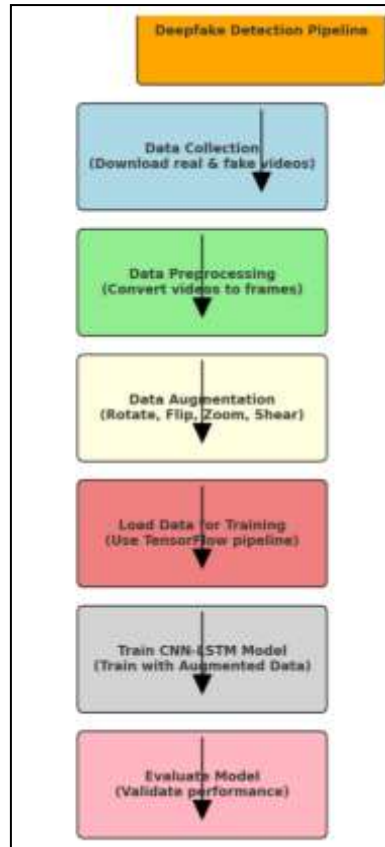 Deepfake Detection Pipeline
Data Collection
(Download real & fake videos)
Data Preprocessing
(Convert videos to frames)
Data Augmentation
(Rotate, Flip, Zoom, Shear)
Load Data for Training
(Use TensorFlow pipeline)
Train CNN-LSTM Model
(Train with Augmented Data)
Evaluate Model
(Validate performance)